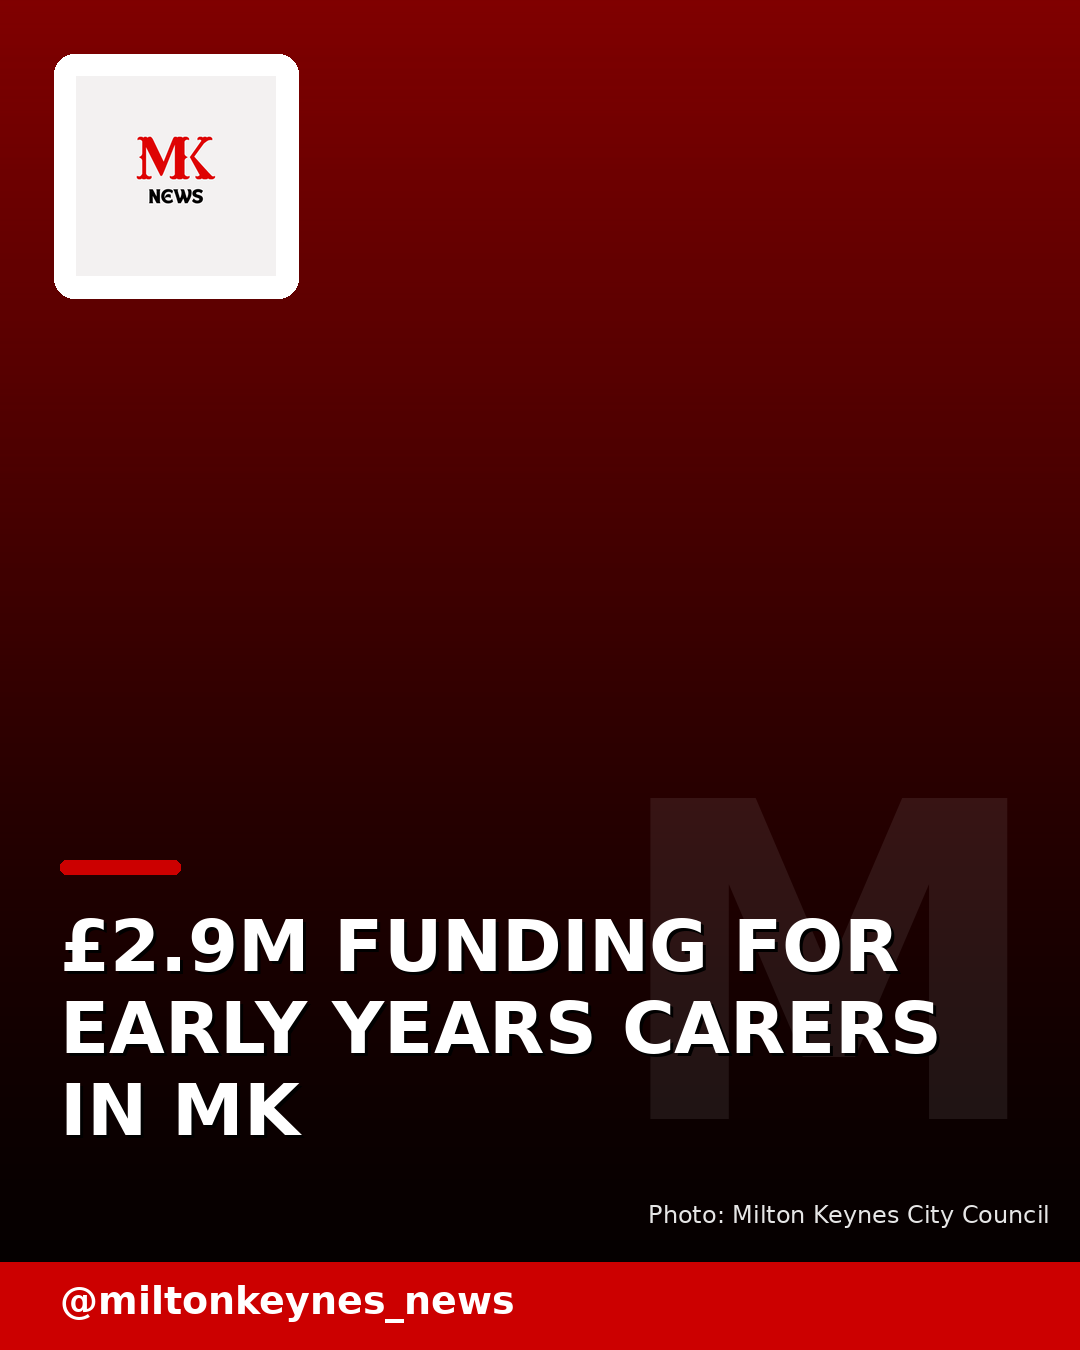 MK
NEWS
M
£2.9M FUNDING FOR
EARLY YEARS CARERS
IN MK
Photo: Milton Keynes City Council
@miltonkeynes_news